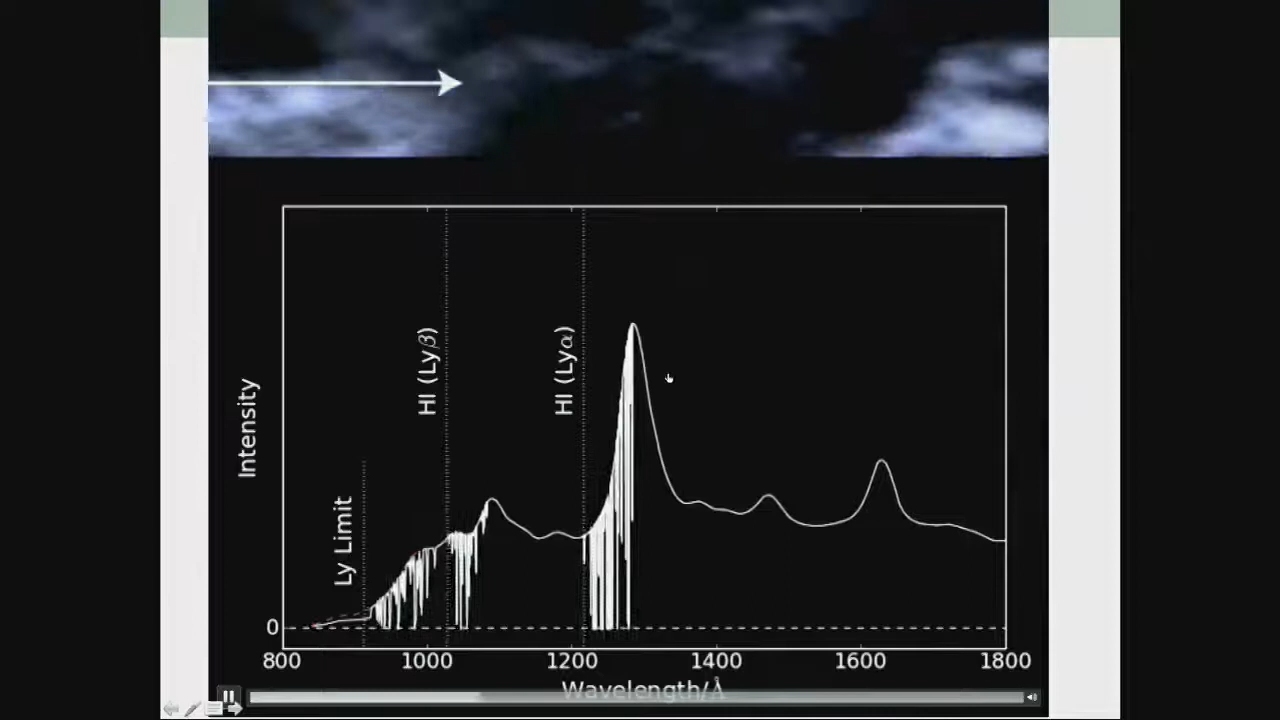 HI (Lyβ)
HI (Lyα)
Ly Limit
Intensity
0
800 1000 1200 1400 1600 1800
Wavelength/Å